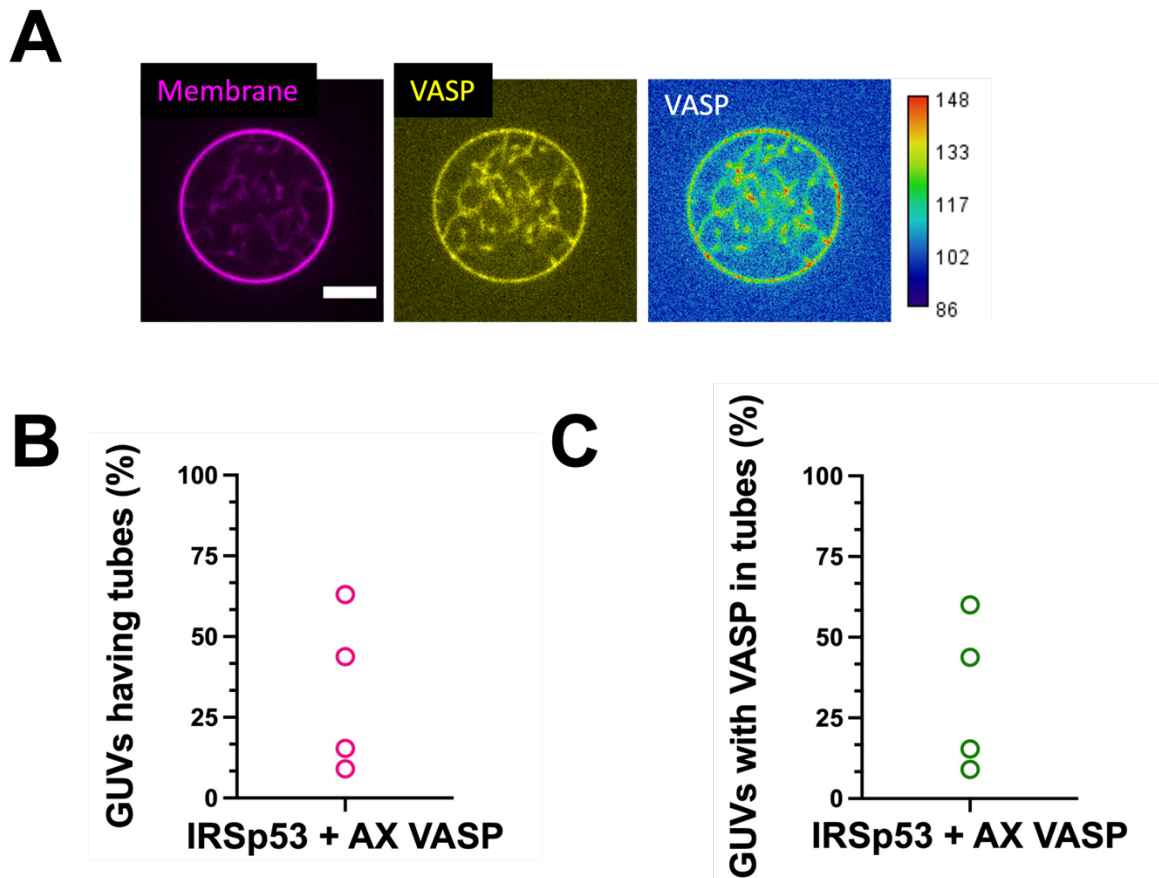 A
Membrane
VASP
VASP
148
133
117
102
86
B
GUVs having tubes (%)
100
75
50
25
0
IRSp53 + AX VASP
C
GUVs with VASP in tubes (%)
100
75
50
25
0
IRSp53 + AX VASP